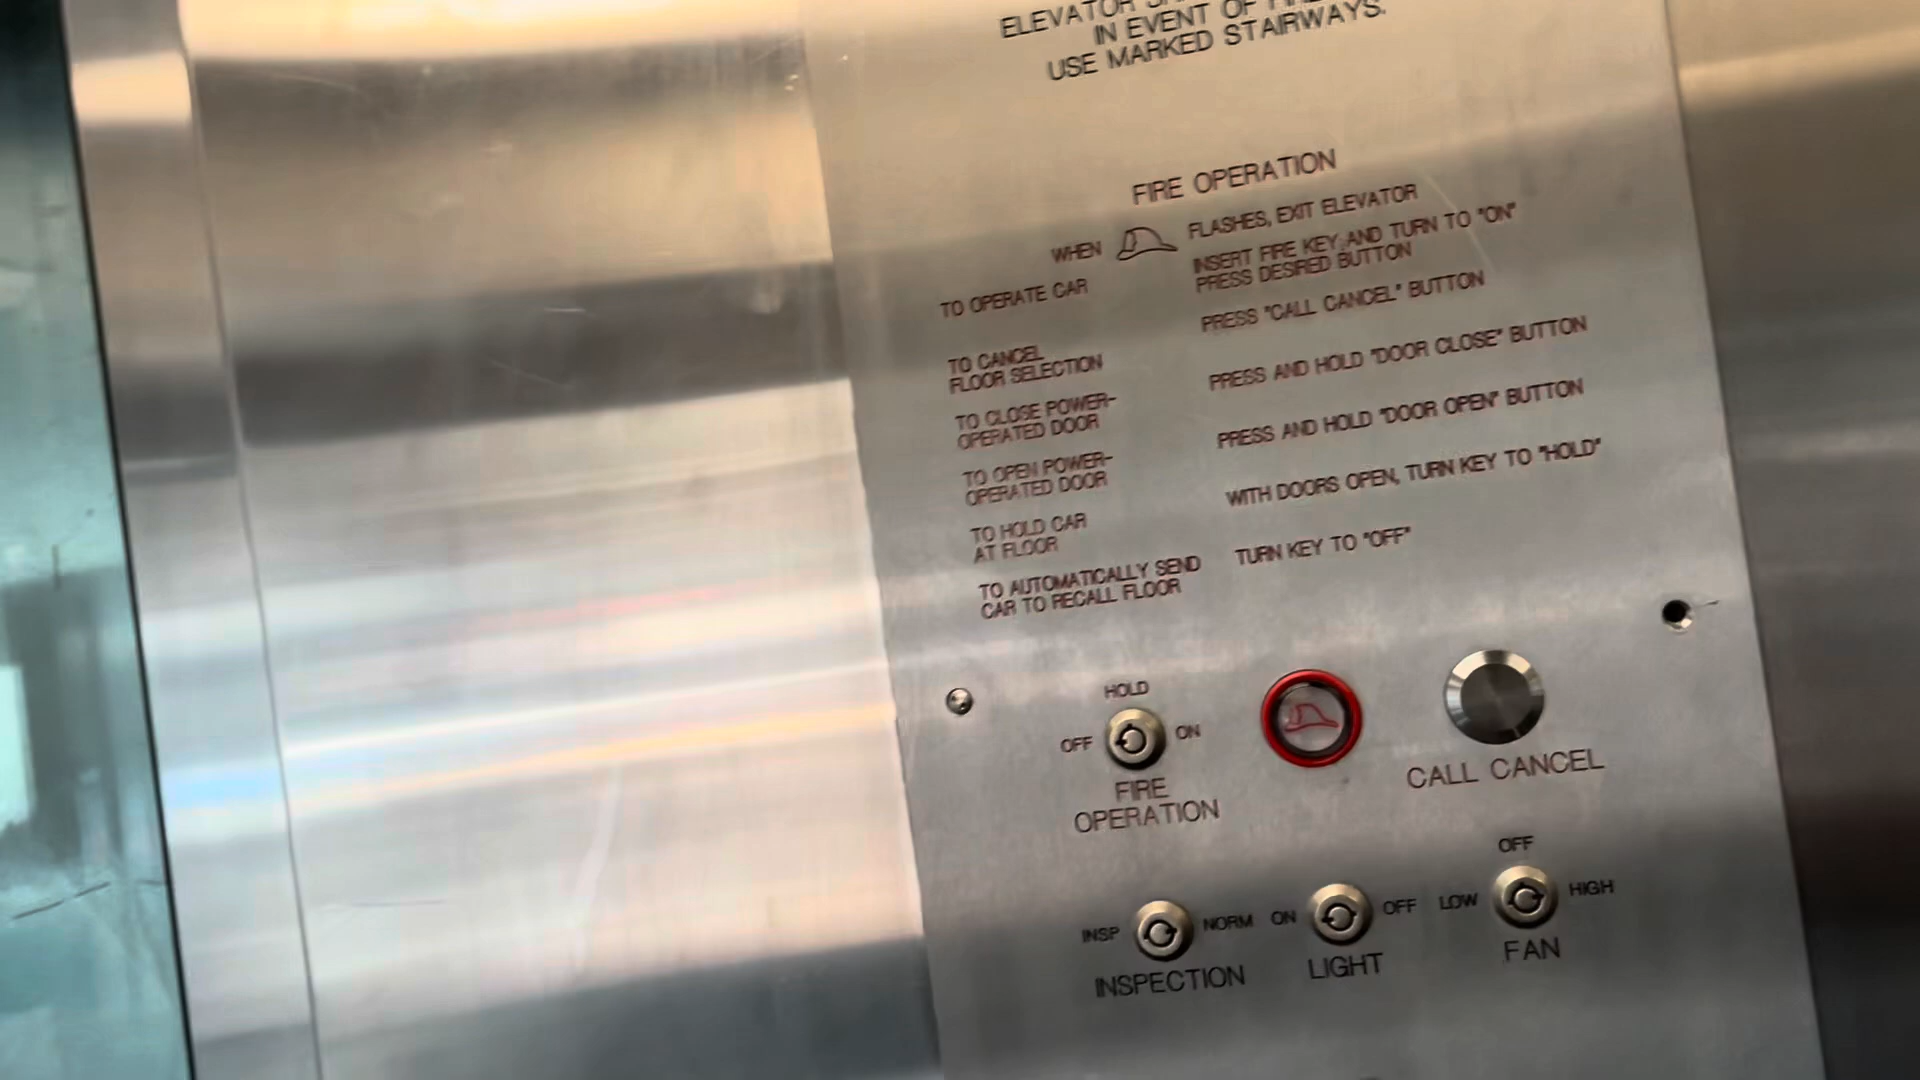 ELEVATOR
IN EVENT OF
USE MARKED STAIRWAYS.
FIRE OPERATION
WHEN FLASHES, EXIT ELEVATOR
TO OPERATE CAR
INSERT FIRE KEY AND TURN TO "ON"
PRESS DESIRED BUTTON
TO CANCEL
FLOOR SELECTION
PRESS "CALL CANCEL" BUTTON
TO CLOSE POWER-
OPERATED DOOR
PRESS AND HOLD "DOOR CLOSE" BUTTON
TO OPEN POWER-
OPERATED DOOR
PRESS AND HOLD "DOOR OPEN" BUTTON
TO HOLD CAR
AT FLOOR
WITH DOORS OPEN, TURN KEY TO "HOLD"
TO AUTOMATICALLY SEND
CAR TO RECALL FLOOR
TURN KEY TO "OFF"
HOLD
OFF ON
FIRE
OPERATION
CALL CANCEL
INSP NORM
INSPECTION
ON OFF
LIGHT
OFF
LOW HIGH
FAN